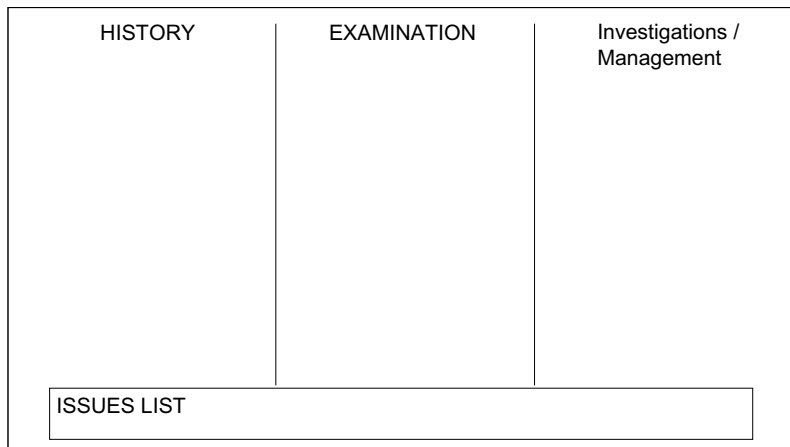 HISTORY
EXAMINATION
Investigations /
Management
ISSUES LIST